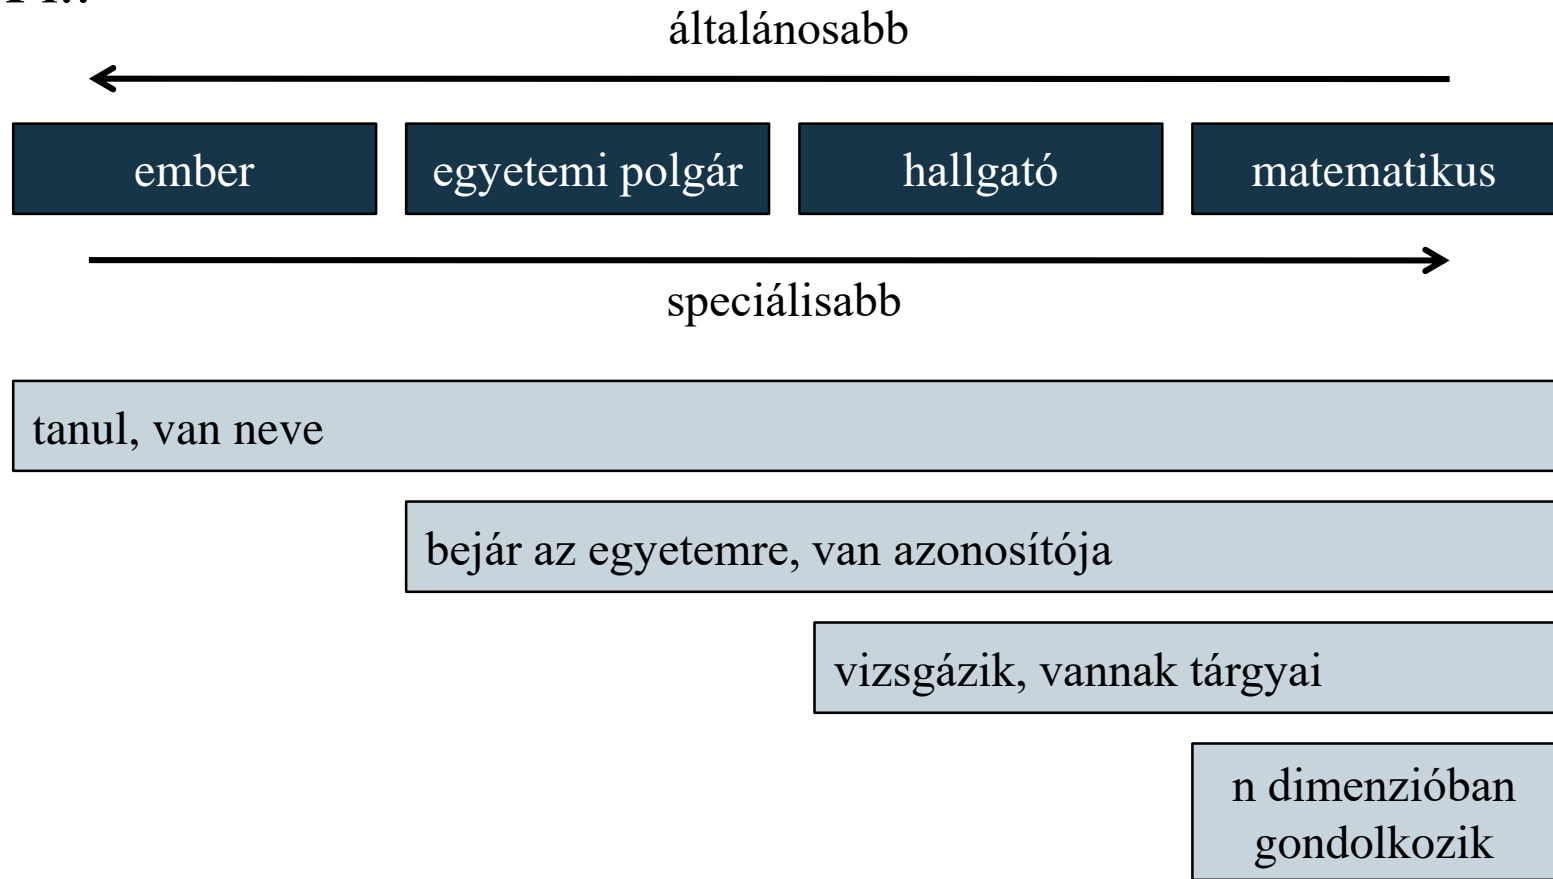 általánosabb
ember egyetemi polgár hallgató matematikus
speciálisabb
tanul, van neve
bejár az egyetemre, van azonosítója
vizsgázik, vannak tárgyai
n dimenzióban
gondolkozik